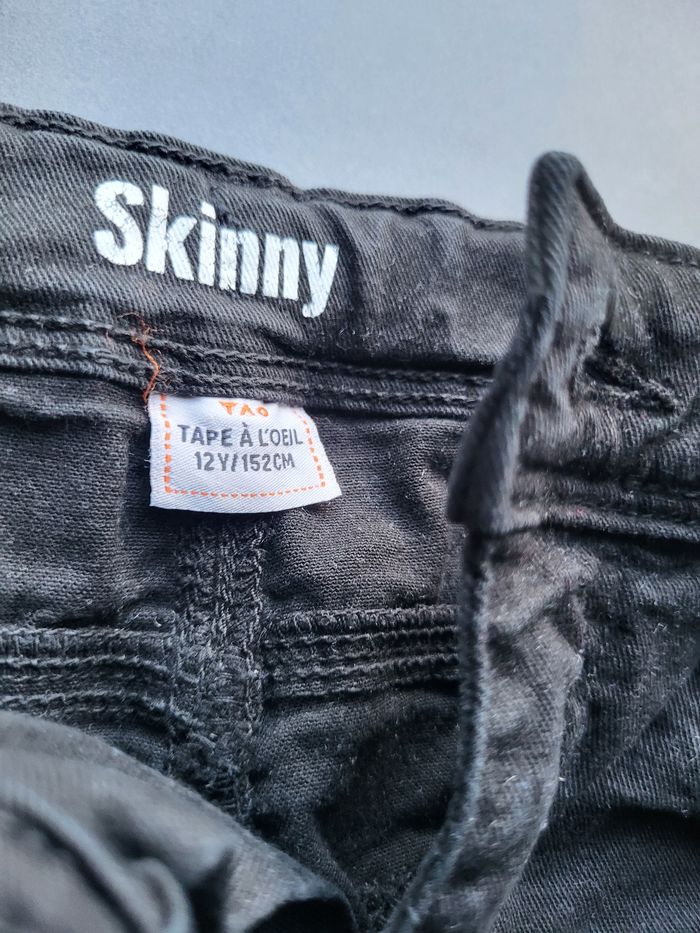 Skinny
TAO
TAPE À L'OEIL
12Y/152CM